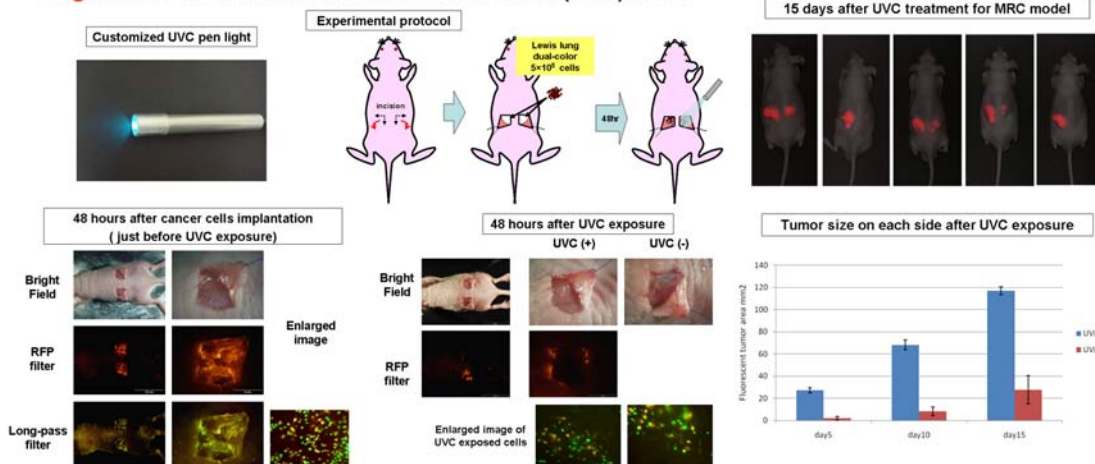 15 days after UVC treatment for MRC model
Experimental protocol
Customized UVC pen light
Lewis lung
dual-color
5×10⁶ cells
incision
48hr
48 hours after cancer cells implantation
( just before UVC exposure)
Bright
Field
RFP
filter
Long-pass
filter
Enlarged
image
48 hours after UVC exposure
UVC (+)
UVC (-)
Bright
Field
RFP
filter
Enlarged image of
UVC exposed cells
Tumor size on each side after UVC exposure
Fluorescent tumor area mm2
140
120
100
80
60
40
20
0
day5
day10
day15